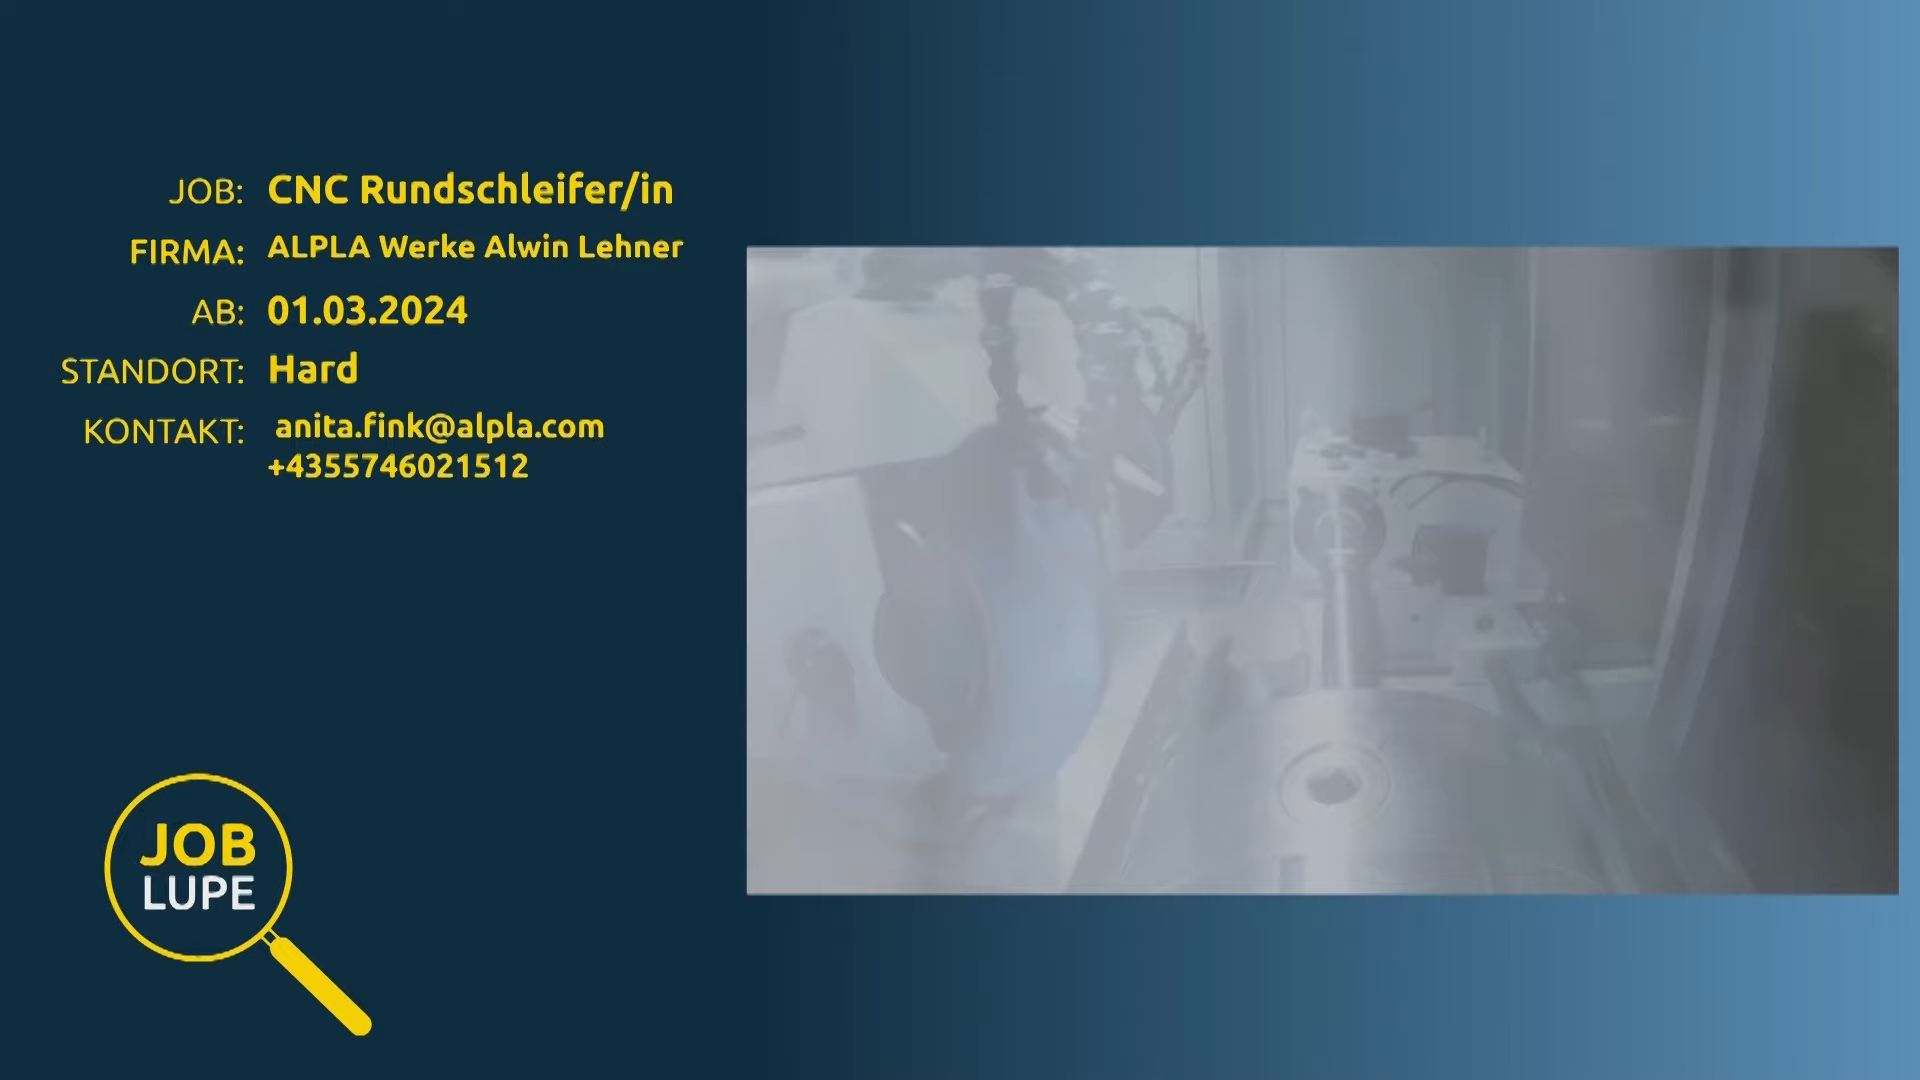 JOB: CNC Rundschleifer/in
FIRMA: ALPLA Werke Alwin Lehner
AB: 01.03.2024
STANDORT: Hard
KONTAKT: anita.fink@alpla.com
+4355746021512
JOB
LUPE